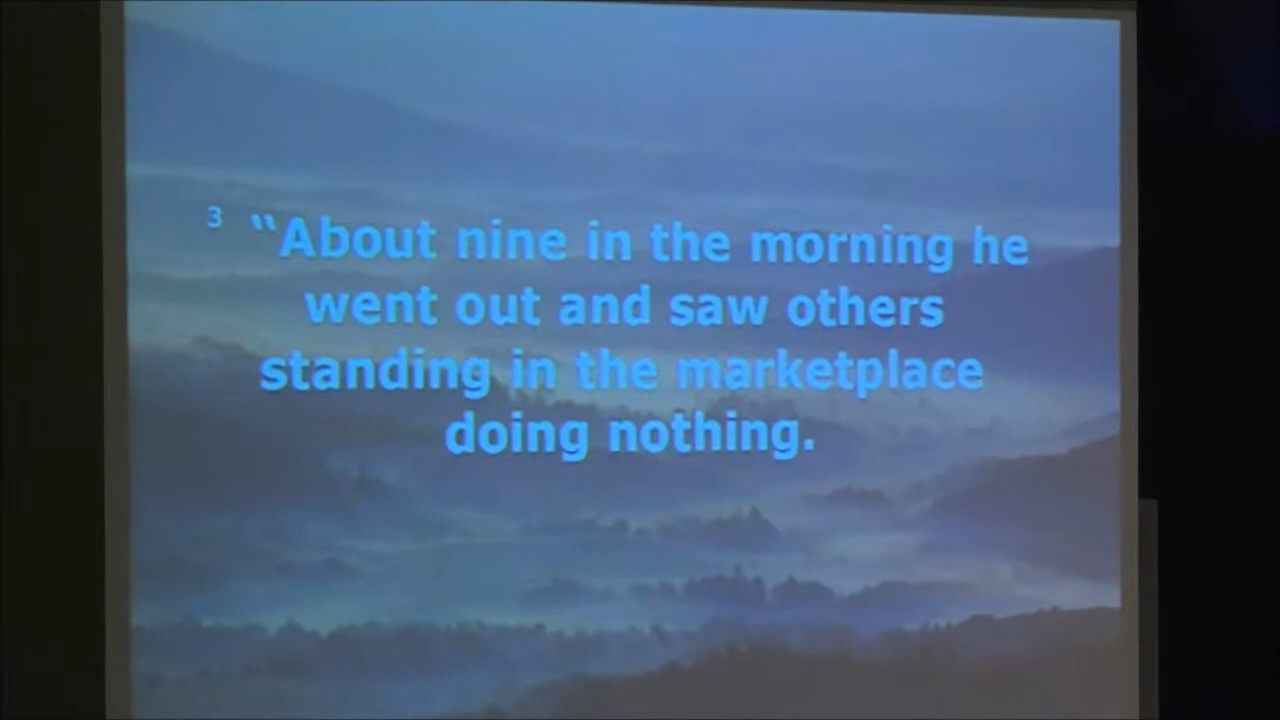 3 “About nine in the morning he
went out and saw others
standing in the marketplace
doing nothing.